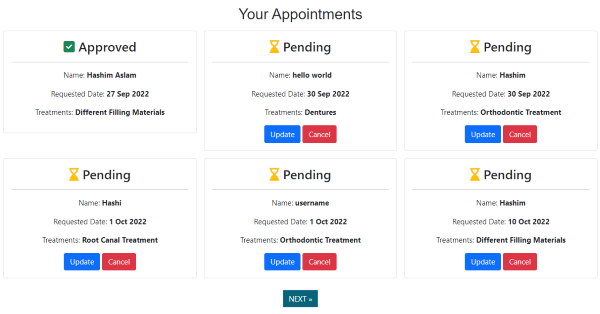 Your Appointments
Approved
Name: Hashim Aslam
Requested Date: 27 Sep 2022
Treatments: Different Filling Materials
Pending
Name: hello world
Requested Date: 30 Sep 2022
Treatments: Dentures
Update Cancel
Pending
Name: Hashim
Requested Date: 30 Sep 2022
Treatments: Orthodontic Treatment
Update Cancel
Pending
Name: Hashi
Requested Date: 1 Oct 2022
Treatments: Root Canal Treatment
Update Cancel
Pending
Name: username
Requested Date: 1 Oct 2022
Treatments: Orthodontic Treatment
Update Cancel
Pending
Name: Hashim
Requested Date: 10 Oct 2022
Treatments: Different Filling Materials
Update Cancel
NEXT »